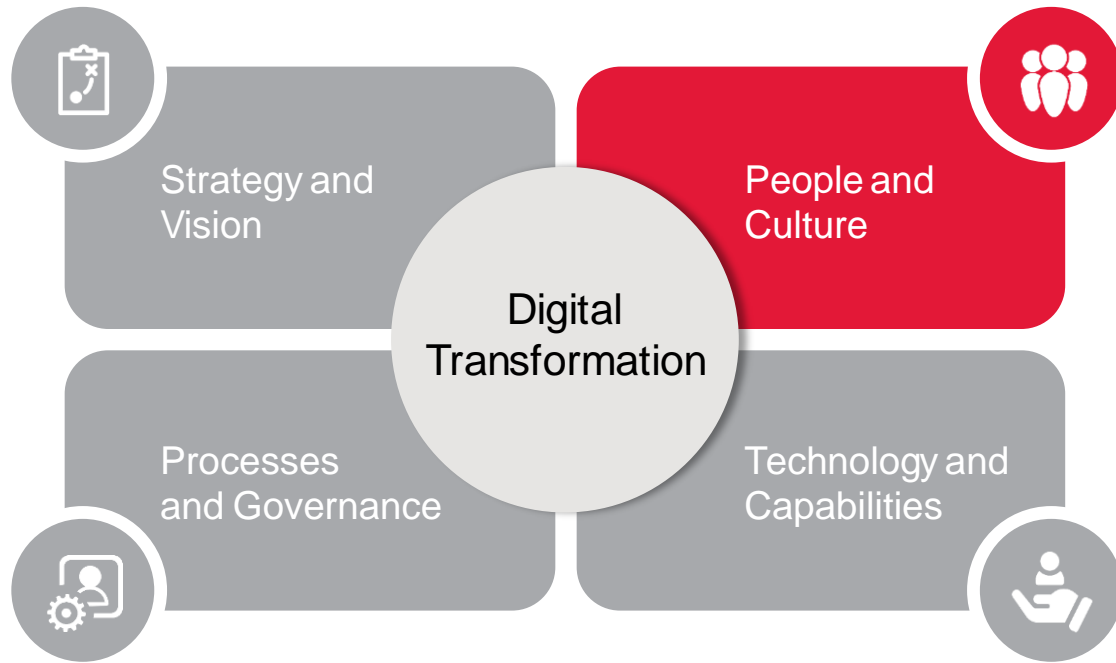 Strategy and
Vision
People and
Culture
Digital
Transformation
Processes
and Governance
Technology and
Capabilities